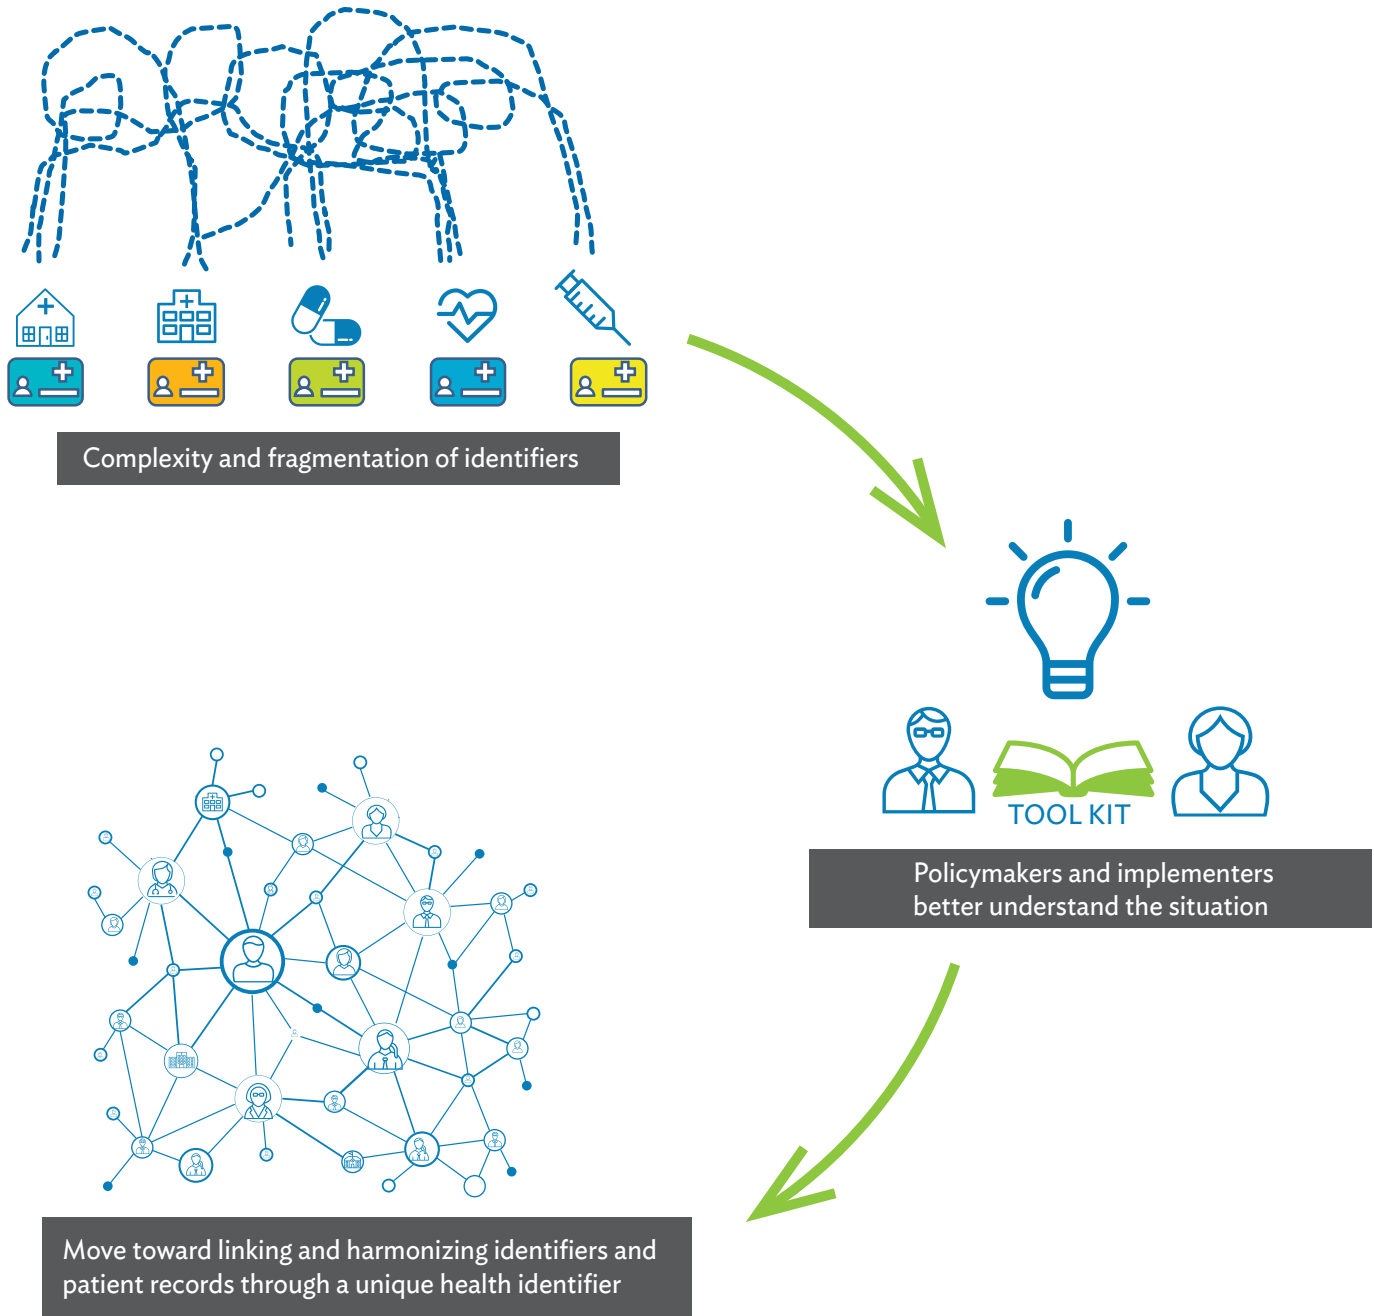 Complexity and fragmentation of identifiers
TOOL KIT
Policymakers and implementers
better understand the situation
Move toward linking and harmonizing identifiers and
patient records through a unique health identifier